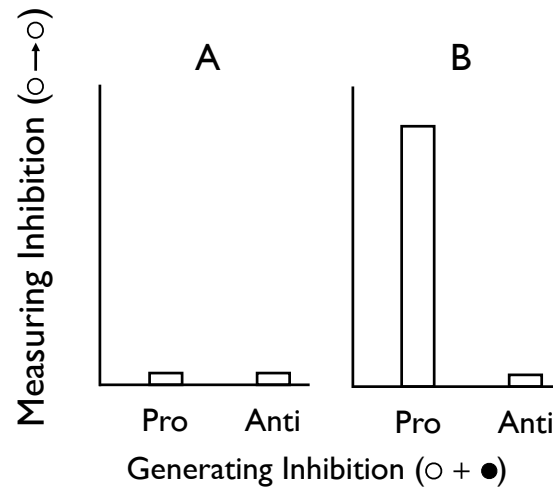 A
B
Measuring Inhibition (○→○)
Pro
Anti
Pro
Anti
Generating Inhibition (○ + ●)